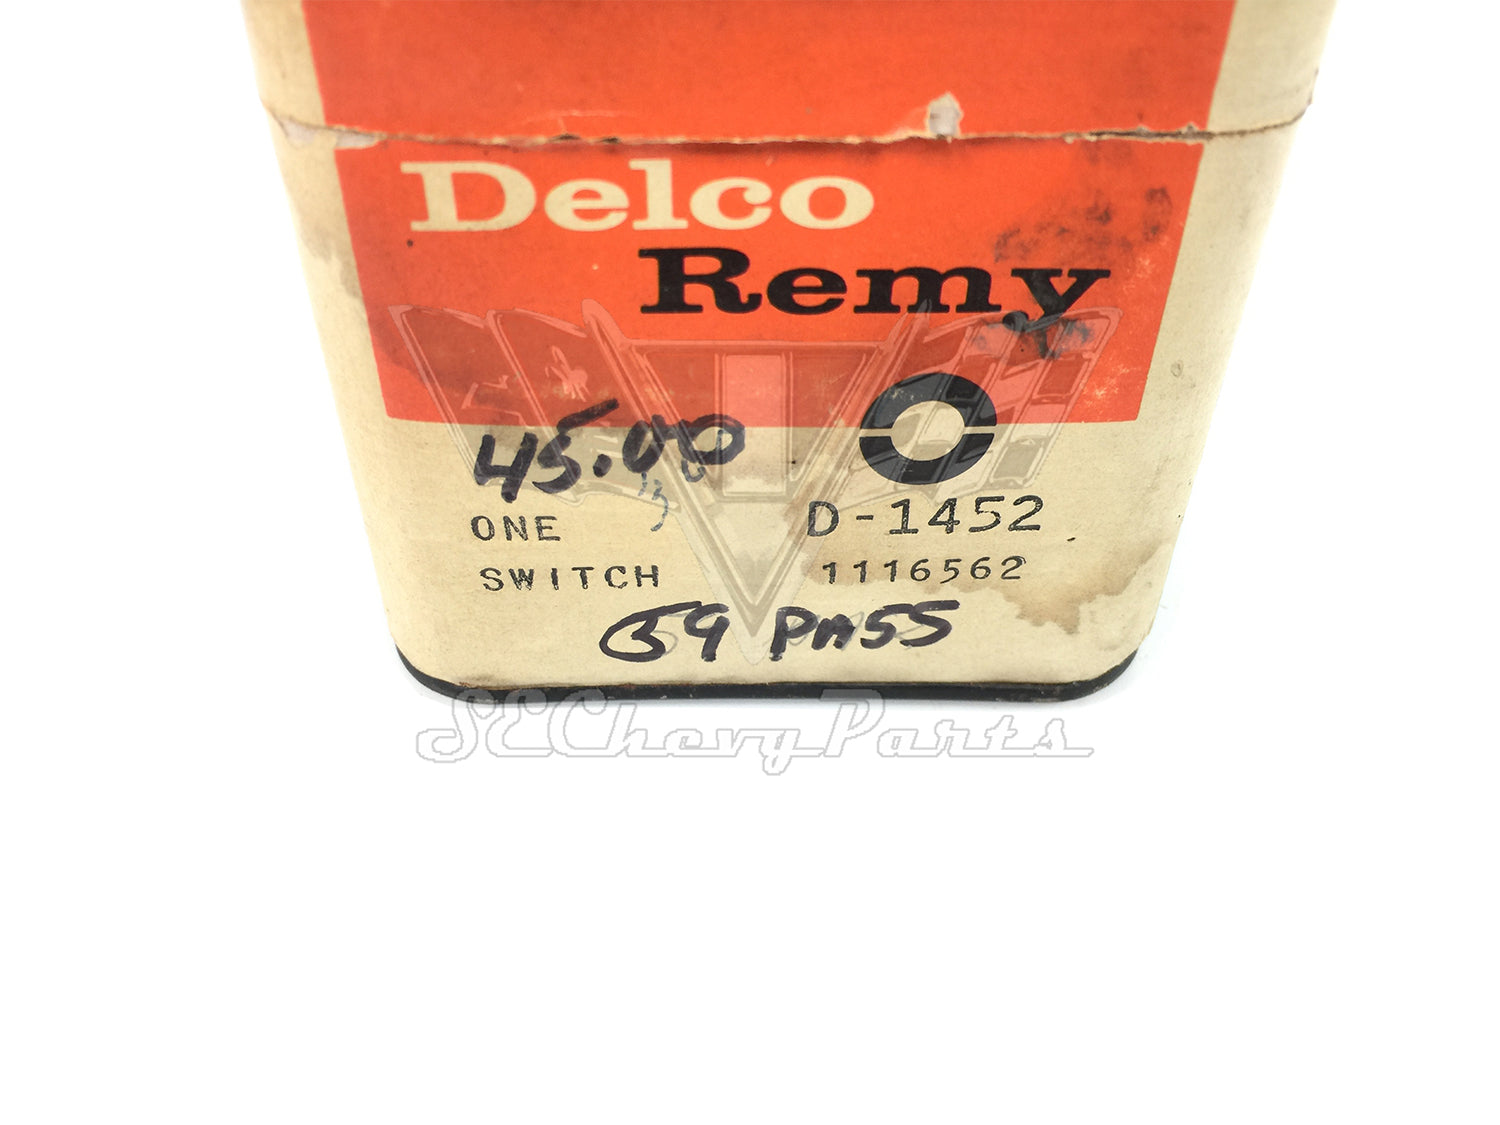 Delco
Remy
45.00
ONE D-1452
SWITCH 1116562
59 PASS
SEChevyParts